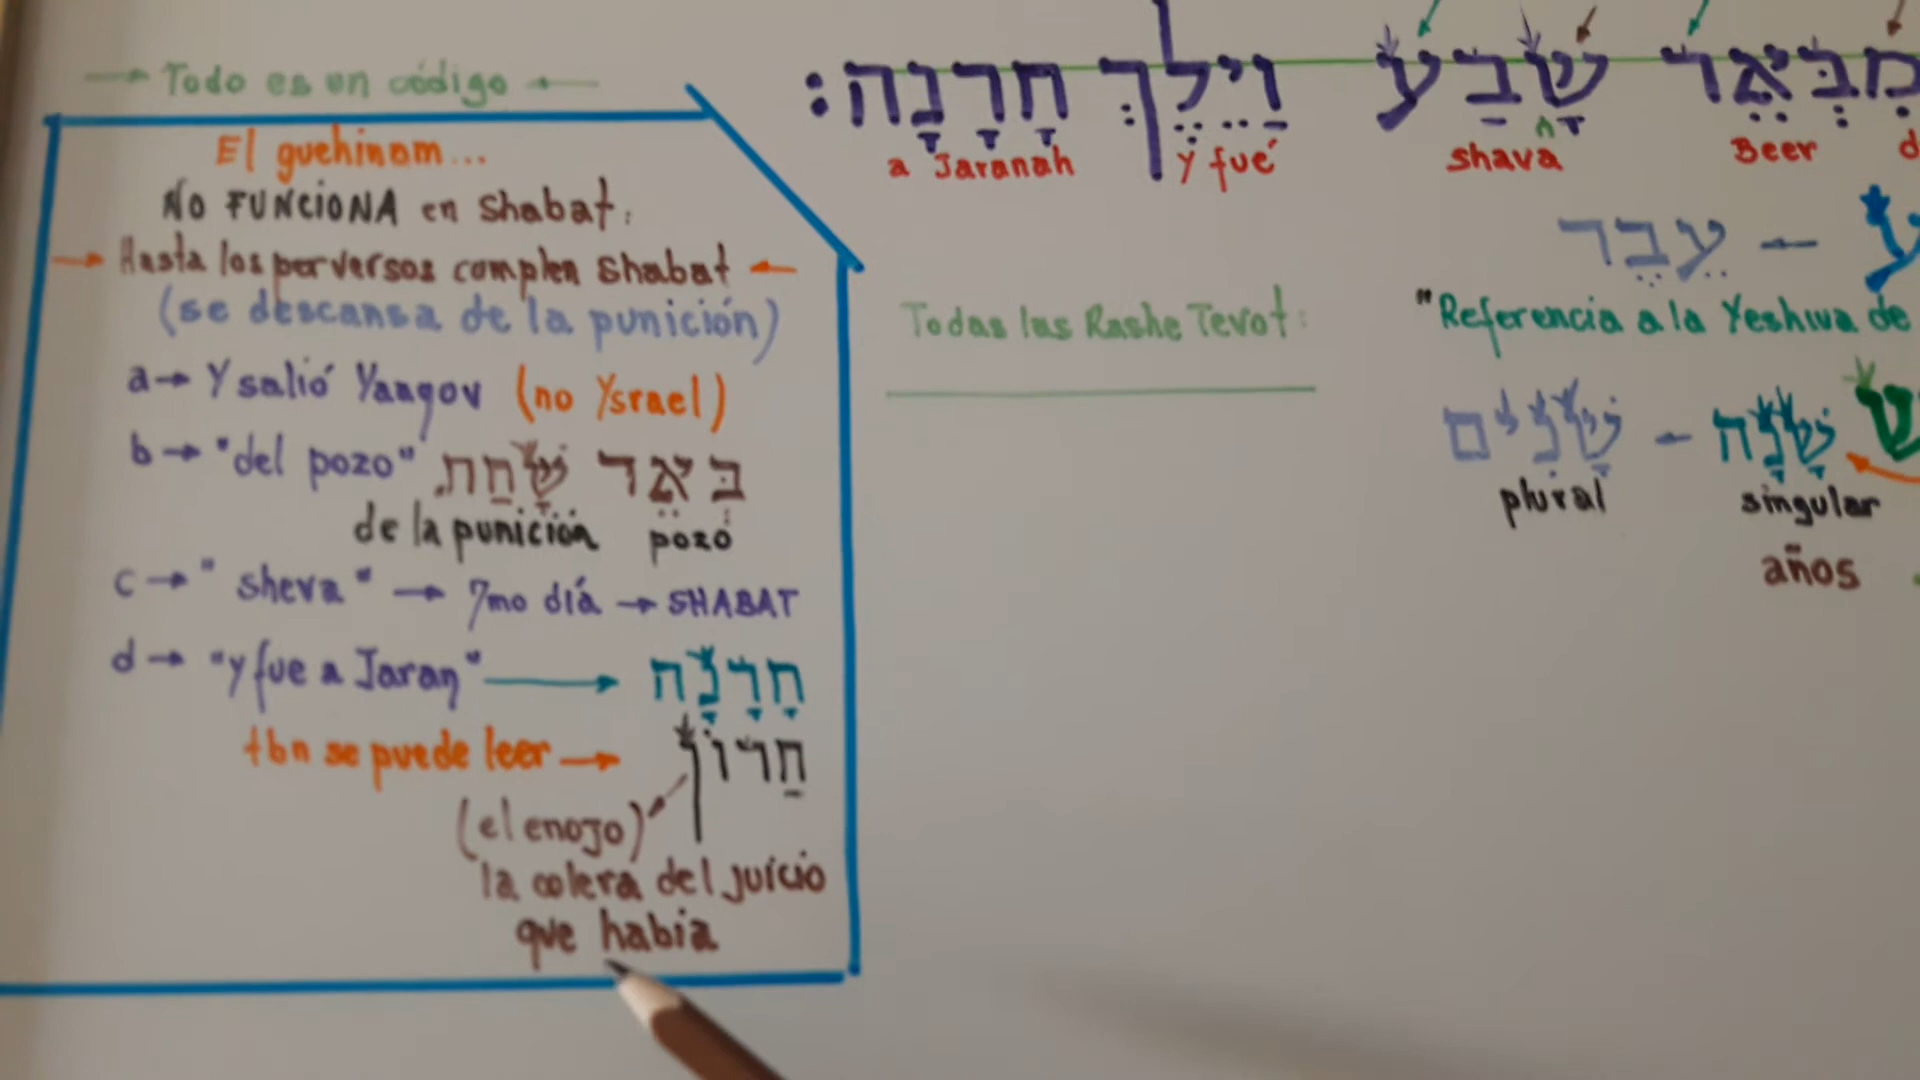 → Todo es un código ←
El guehinom...
NO FUNCIONA en Shabat:
→ Hasta los perversos complen Shabat ←
(se descansa de la punición)
a → Y salió Yaaqov (no Ysrael)
b → "del pozo" בְּאֵר שָׁחַת.
de la punición pozo
c → "sheva" → 7mo día → SHABAT
d → "y fue a Jaran" → חָרָנָה
tbn se puede leer → חַרוֹן
(el enojo)
la colera del juicio
que habia
מִבְּאֵר שָׁבַע וַיֵּלֶךְ חָרָנָה:
a Jaranah y fué shava Beer
ע — עֵבֶר
"Referencia a la Yeshiva de
Todas las Rashe Tevot:
ש שָׁנָה — שָׁנִים
plural singular
años